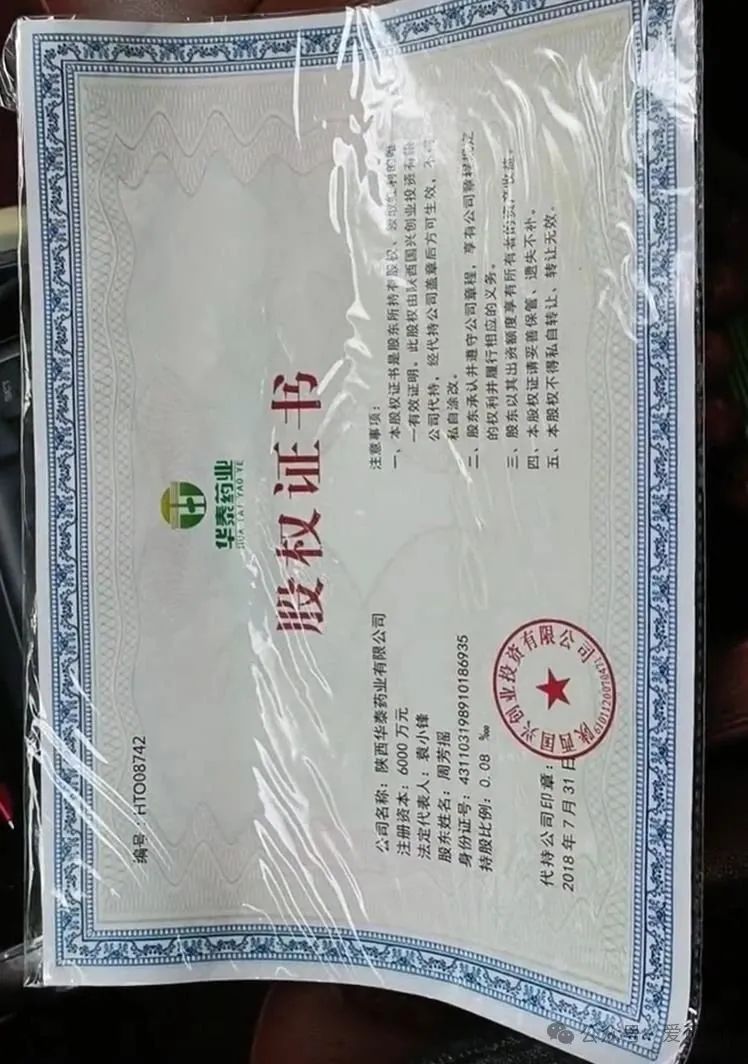 编号：HTO08742
华泰药业
HUA TAI YAO YE
股权证书
公司名称：陕西华泰药业有限公司
注册资本：6000 万元
法定代表人：袁小锋
股东姓名：周芳摇
身份证号：431103198910186935
持股比例：0.08 ‰
代持公司印章：
2018 年 7 月 31 日
陕西国兴创业投资有限公司
6101120070471
注意事项：
一、本股权证书是股东所持有股权、
一有效证明。此股权由陕西国兴创业投资有限
公司代持，经代持公司盖章后方可生效，不得
私自涂改。
二、股东承认并遵守公司章程，享有公司章程规定
的权利并履行相应的义务。
三、股东以其出资额度享有所有者的资产收益。
四、本股权证请妥善保管、遗失不补。
五、本股权不得私自转让、转让无效。
公众号